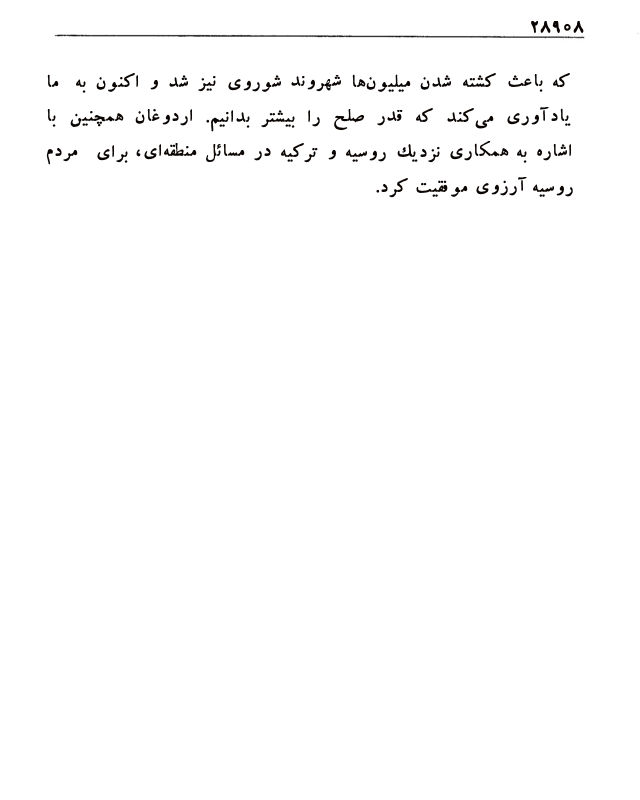 ۲۸۹۰۸
که باعث کشته شدن میلیون‌ها شهروند شوروی نیز شد و اکنون به ما
یادآوری می‌کند که قدر صلح را بیشتر بدانیم. اردوغان همچنین با
اشاره به همکاری نزدیك روسیه و ترکیه در مسائل منطقه‌ای، برای مردم
روسیه آرزوی موفقیت کرد.